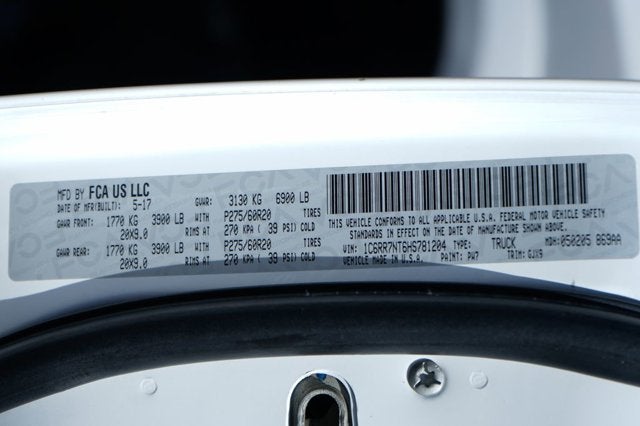 MFD BY FCA US LLC
DATE OF MFR(BUILT): 5-17 GVWR: 3130 KG 6900 LB
GAWR FRONT: 1770 KG 3900 LB WITH P275/60R20 TIRES
20X9.0 RIMS AT 270 KPA ( 39 PSI) COLD
GAWR REAR: 1770 KG 3900 LB WITH P275/60R20 TIRES
20X9.0 RIMS AT 270 KPA ( 39 PSI) COLD
THIS VEHICLE CONFORMS TO ALL APPLICABLE U.S.A. FEDERAL MOTOR VEHICLE SAFETY
STANDARDS IN EFFECT ON THE DATE OF MANUFACTURE SHOWN ABOVE.
VIN: 1C6RR7NT6HS781204 TYPE: TRUCK MDH:050205 B69AA
VEHICLE MADE IN U.S.A. PAINT: PW7 TRIM: GJX9